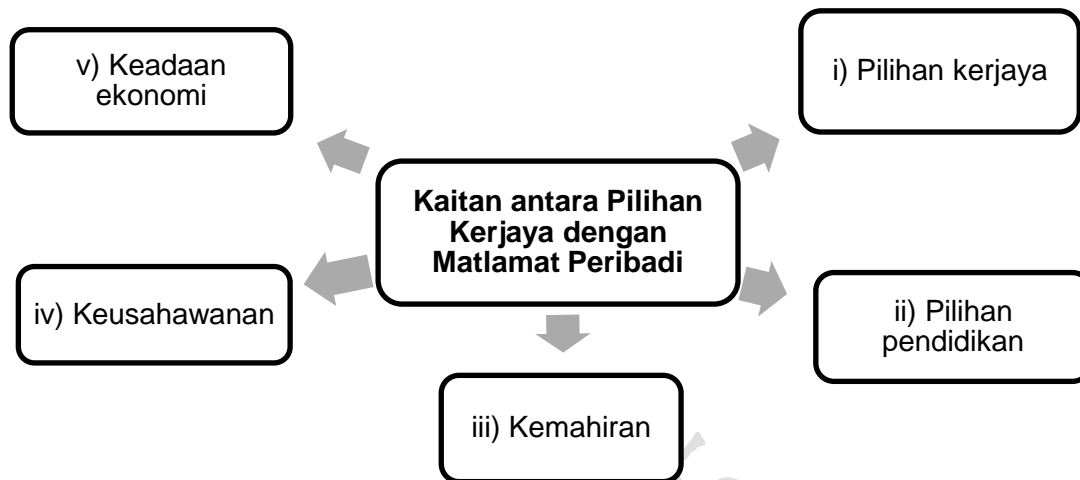 v) Keadaan
ekonomi
i) Pilihan kerjaya
Kaitan antara Pilihan
Kerjaya dengan
Matlamat Peribadi
iv) Keusahawanan
ii) Pilihan
pendidikan
iii) Kemahiran